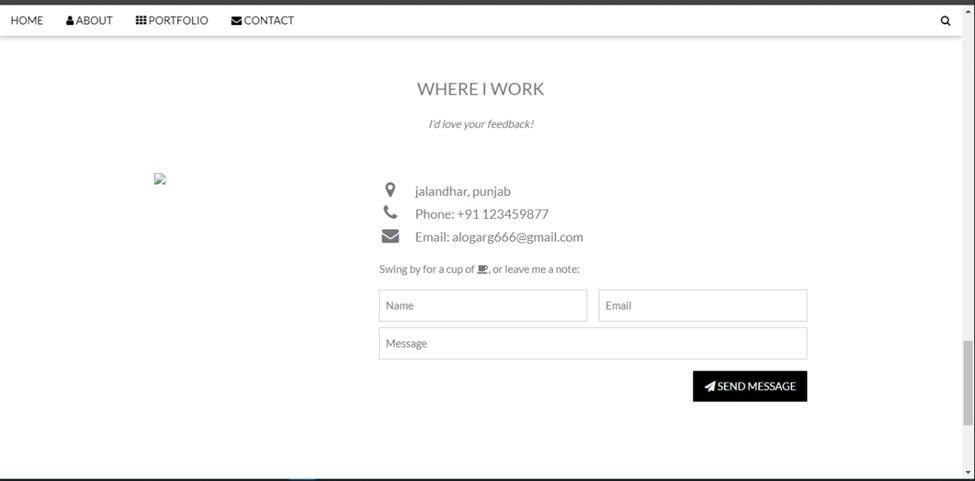 HOME ABOUT PORTFOLIO CONTACT
WHERE I WORK
I'd love your feedback!
jalandhar, punjab
Phone: +91 123459877
Email: alogarg666@gmail.com
Swing by for a cup of , or leave me a note:
Name Email
Message
SEND MESSAGE